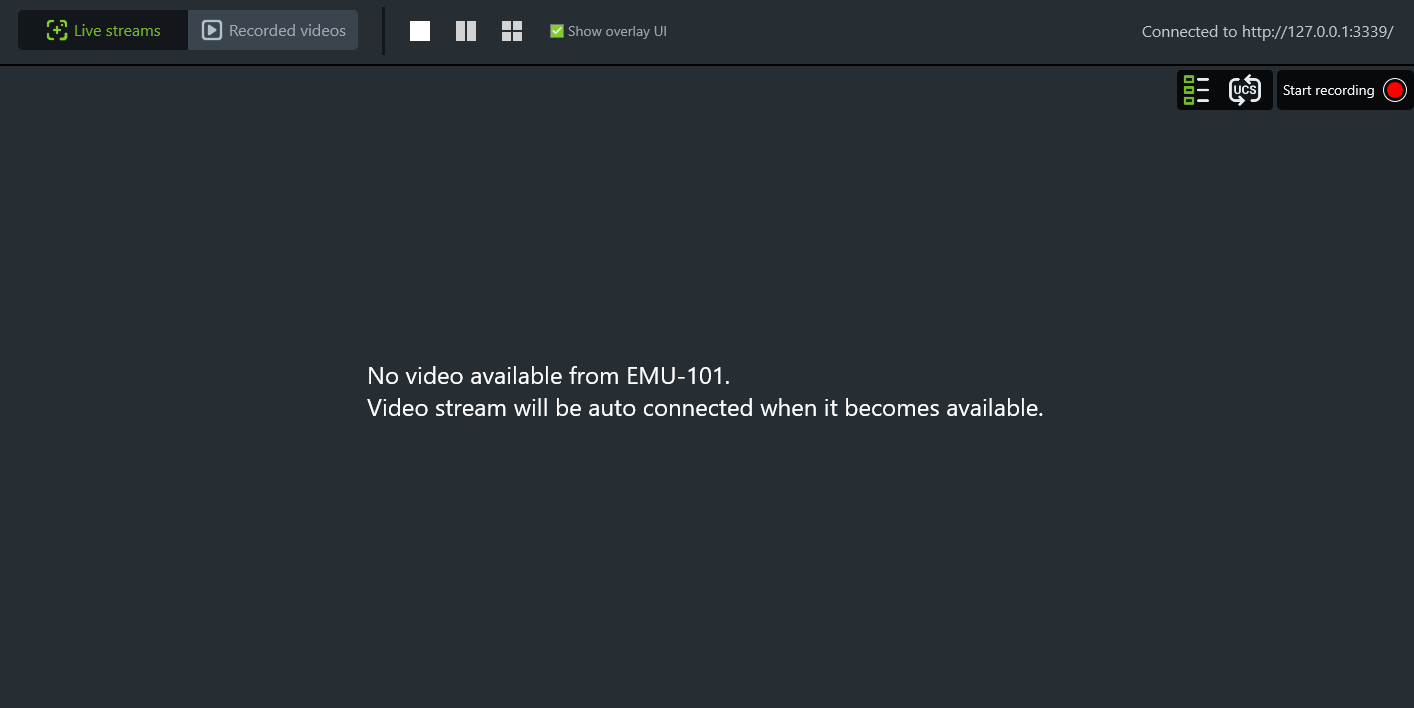 Live streams
Recorded videos
Show overlay UI
Connected to http://127.0.0.1:3339/
UCS
Start recording
No video available from EMU-101.
Video stream will be auto connected when it becomes available.